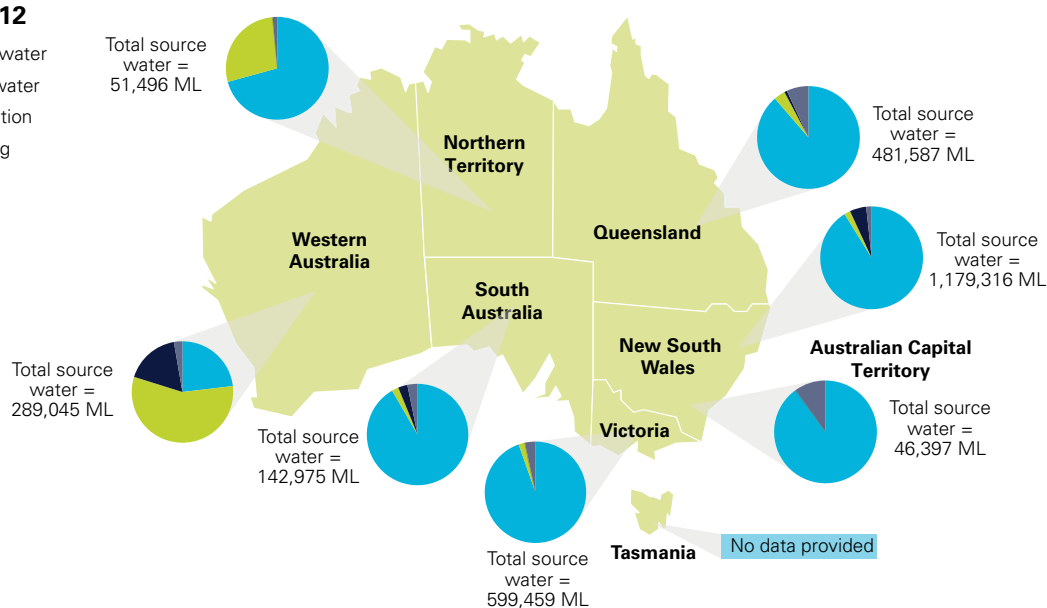 12
water
water
tion
g
Total source
water =
51,496 ML
Northern
Territory
Total source
water =
481,587 ML
Queensland
Western
Australia
Total source
water =
1,179,316 ML
South
Australia
New South
Wales
Australian Capital
Territory
Total source
water =
289,045 ML
Total source
water =
46,397 ML
Total source
water =
142,975 ML
Victoria
Total source
water =
599,459 ML
Tasmania
No data provided